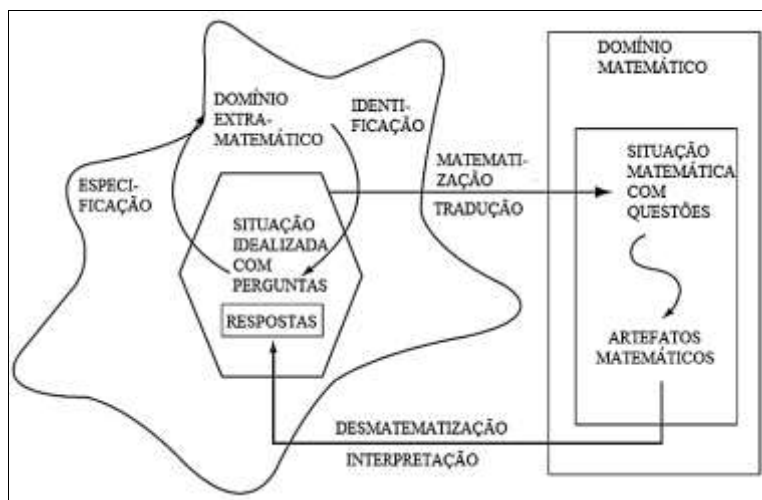 DOMÍNIO
EXTRA-
MATEMÁTICO
IDENTI-
FICAÇÃO
ESPECI-
FICAÇÃO
SITUAÇÃO
IDEALIZADA
COM
PERGUNTAS
RESPOSTAS
MATEMATI-
ZAÇÃO
TRADUÇÃO
DOMÍNIO
MATEMÁTICO
SITUAÇÃO
MATEMÁTICA
COM
QUESTÕES
ARTEFATOS
MATEMÁTICOS
DESMATEMATIZAÇÃO
INTERPRETAÇÃO